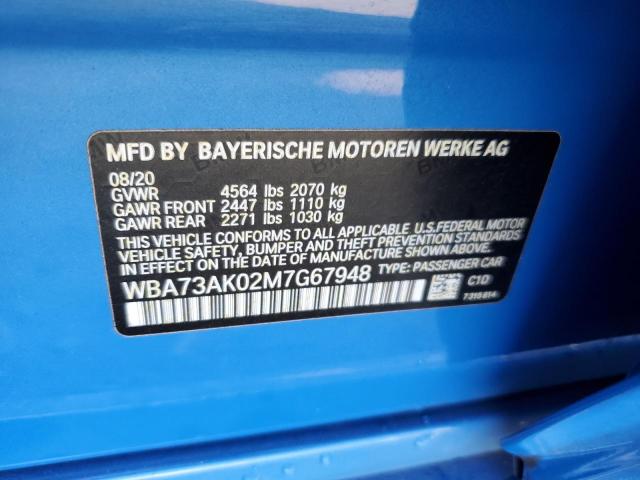 MFD BY BAYERISCHE MOTOREN WERKE AG
08/20
GVWR 4564 lbs 2070 kg
GAWR FRONT 2447 lbs 1110 kg
GAWR REAR 2271 lbs 1030 kg
THIS VEHICLE CONFORMS TO ALL APPLICABLE U.S.FEDERAL MOTOR
VEHICLE SAFETY, BUMPER AND THEFT PREVENTION STANDARDS
IN EFFECT ON THE DATE OF MANUFACTURE SHOWN ABOVE.
WBA73AK02M7G67948 TYPE: PASSENGER CAR
C1D
7315614